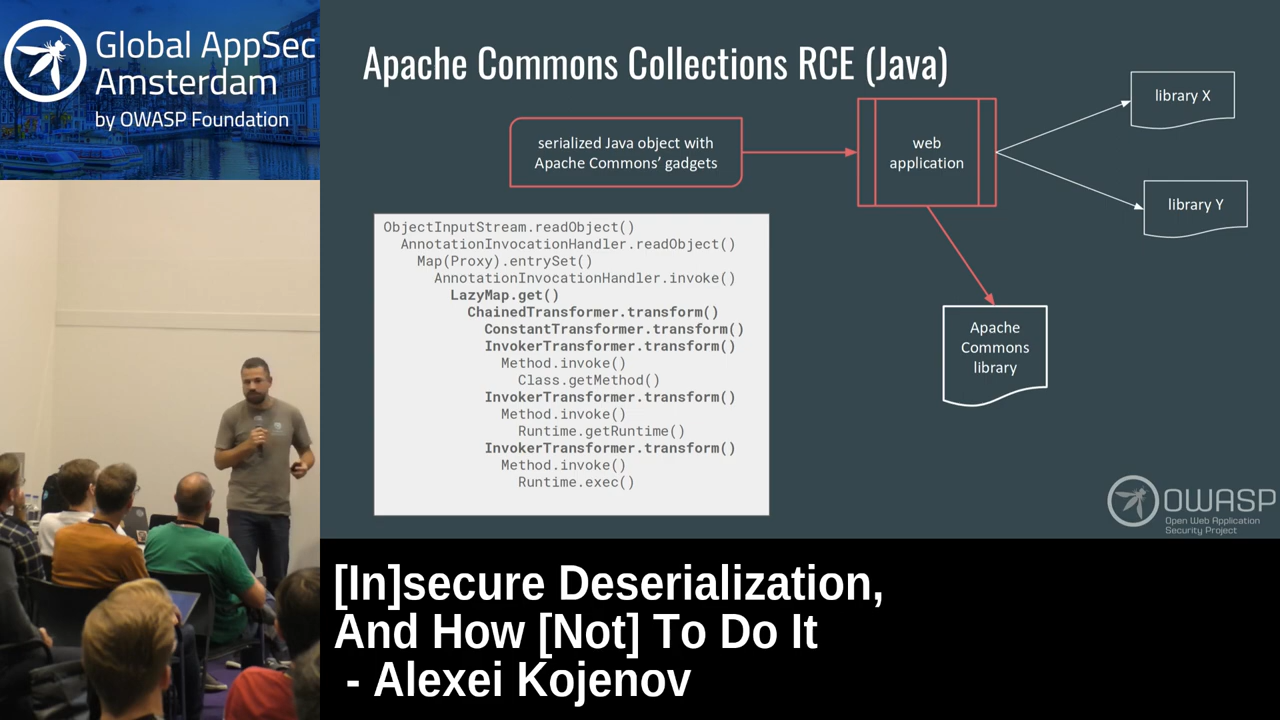 Global AppSec
Amsterdam
by OWASP Foundation
Apache Commons Collections RCE (Java)
serialized Java object with
Apache Commons’ gadgets
web
application
library X
library Y
Apache
Commons
library
ObjectInputStream.readObject()
AnnotationInvocationHandler.readObject()
Map(Proxy).entrySet()
AnnotationInvocationHandler.invoke()
LazyMap.get()
ChainedTransformer.transform()
ConstantTransformer.transform()
InvokerTransformer.transform()
Method.invoke()
Class.getMethod()
InvokerTransformer.transform()
Method.invoke()
Runtime.getRuntime()
InvokerTransformer.transform()
Method.invoke()
Runtime.exec()
OWASP
Open Web Application
Security Project
[In]secure Deserialization,
And How [Not] To Do It
- Alexei Kojenov